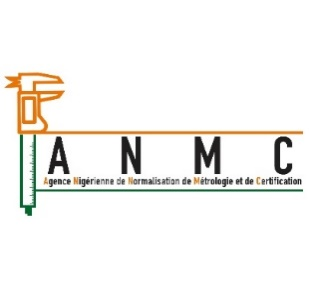 A N M C
Agence Nigérienne de Normalisation de Métrologie et de Certification